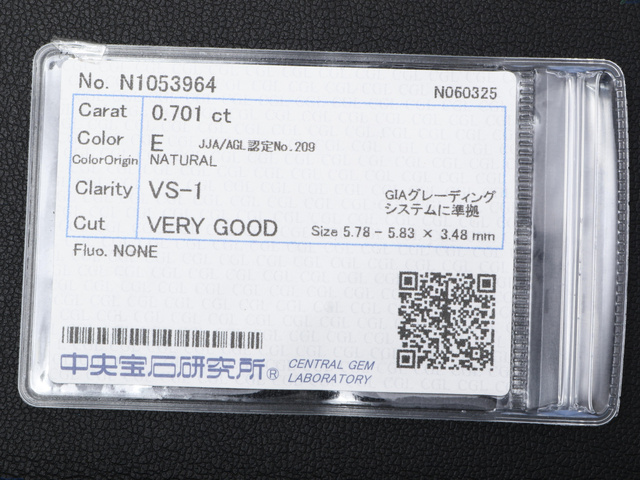 No. N1053964
N060325
Carat 0.701 ct
Color E JJA/AGL認定No.209
ColorOrigin NATURAL
Clarity VS-1
GIAグレーディング
システムに準拠
Cut VERY GOOD Size 5.78 - 5.83 × 3.48 mm
Fluo. NONE
中央宝石研究所® CENTRAL GEM
LABORATORY